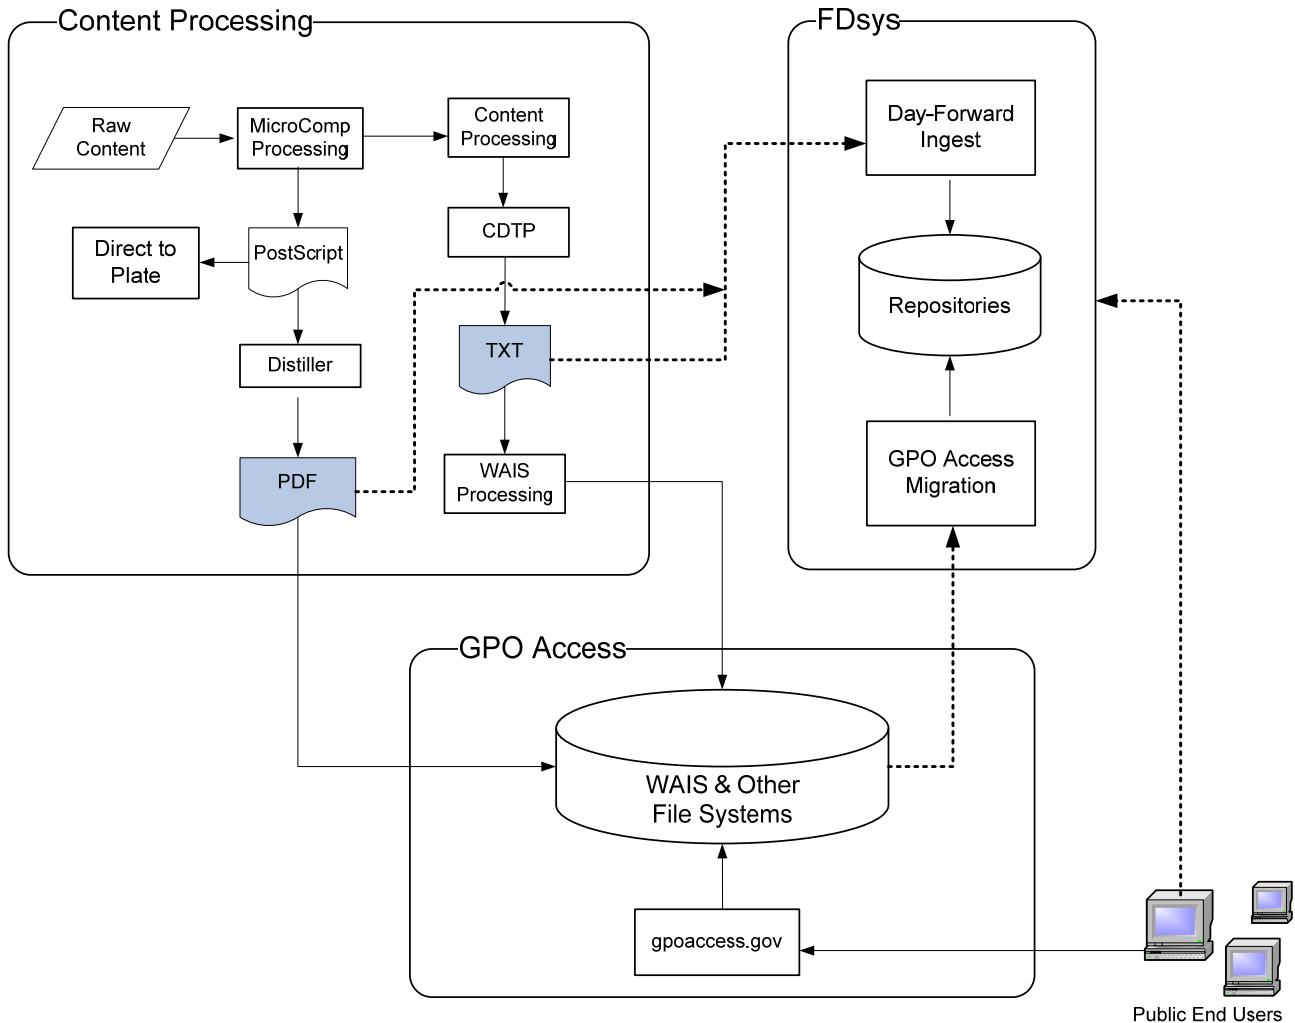 Content Processing
FDsys
Raw
Content
MicroComp
Processing
Content
Processing
Day-Forward
Ingest
Direct to
Plate
PostScript
CDTP
Repositories
Distiller
TXT
PDF
WAIS
Processing
GPO Access
Migration
GPO Access
WAIS & Other
File Systems
gpoaccess.gov
Public End Users